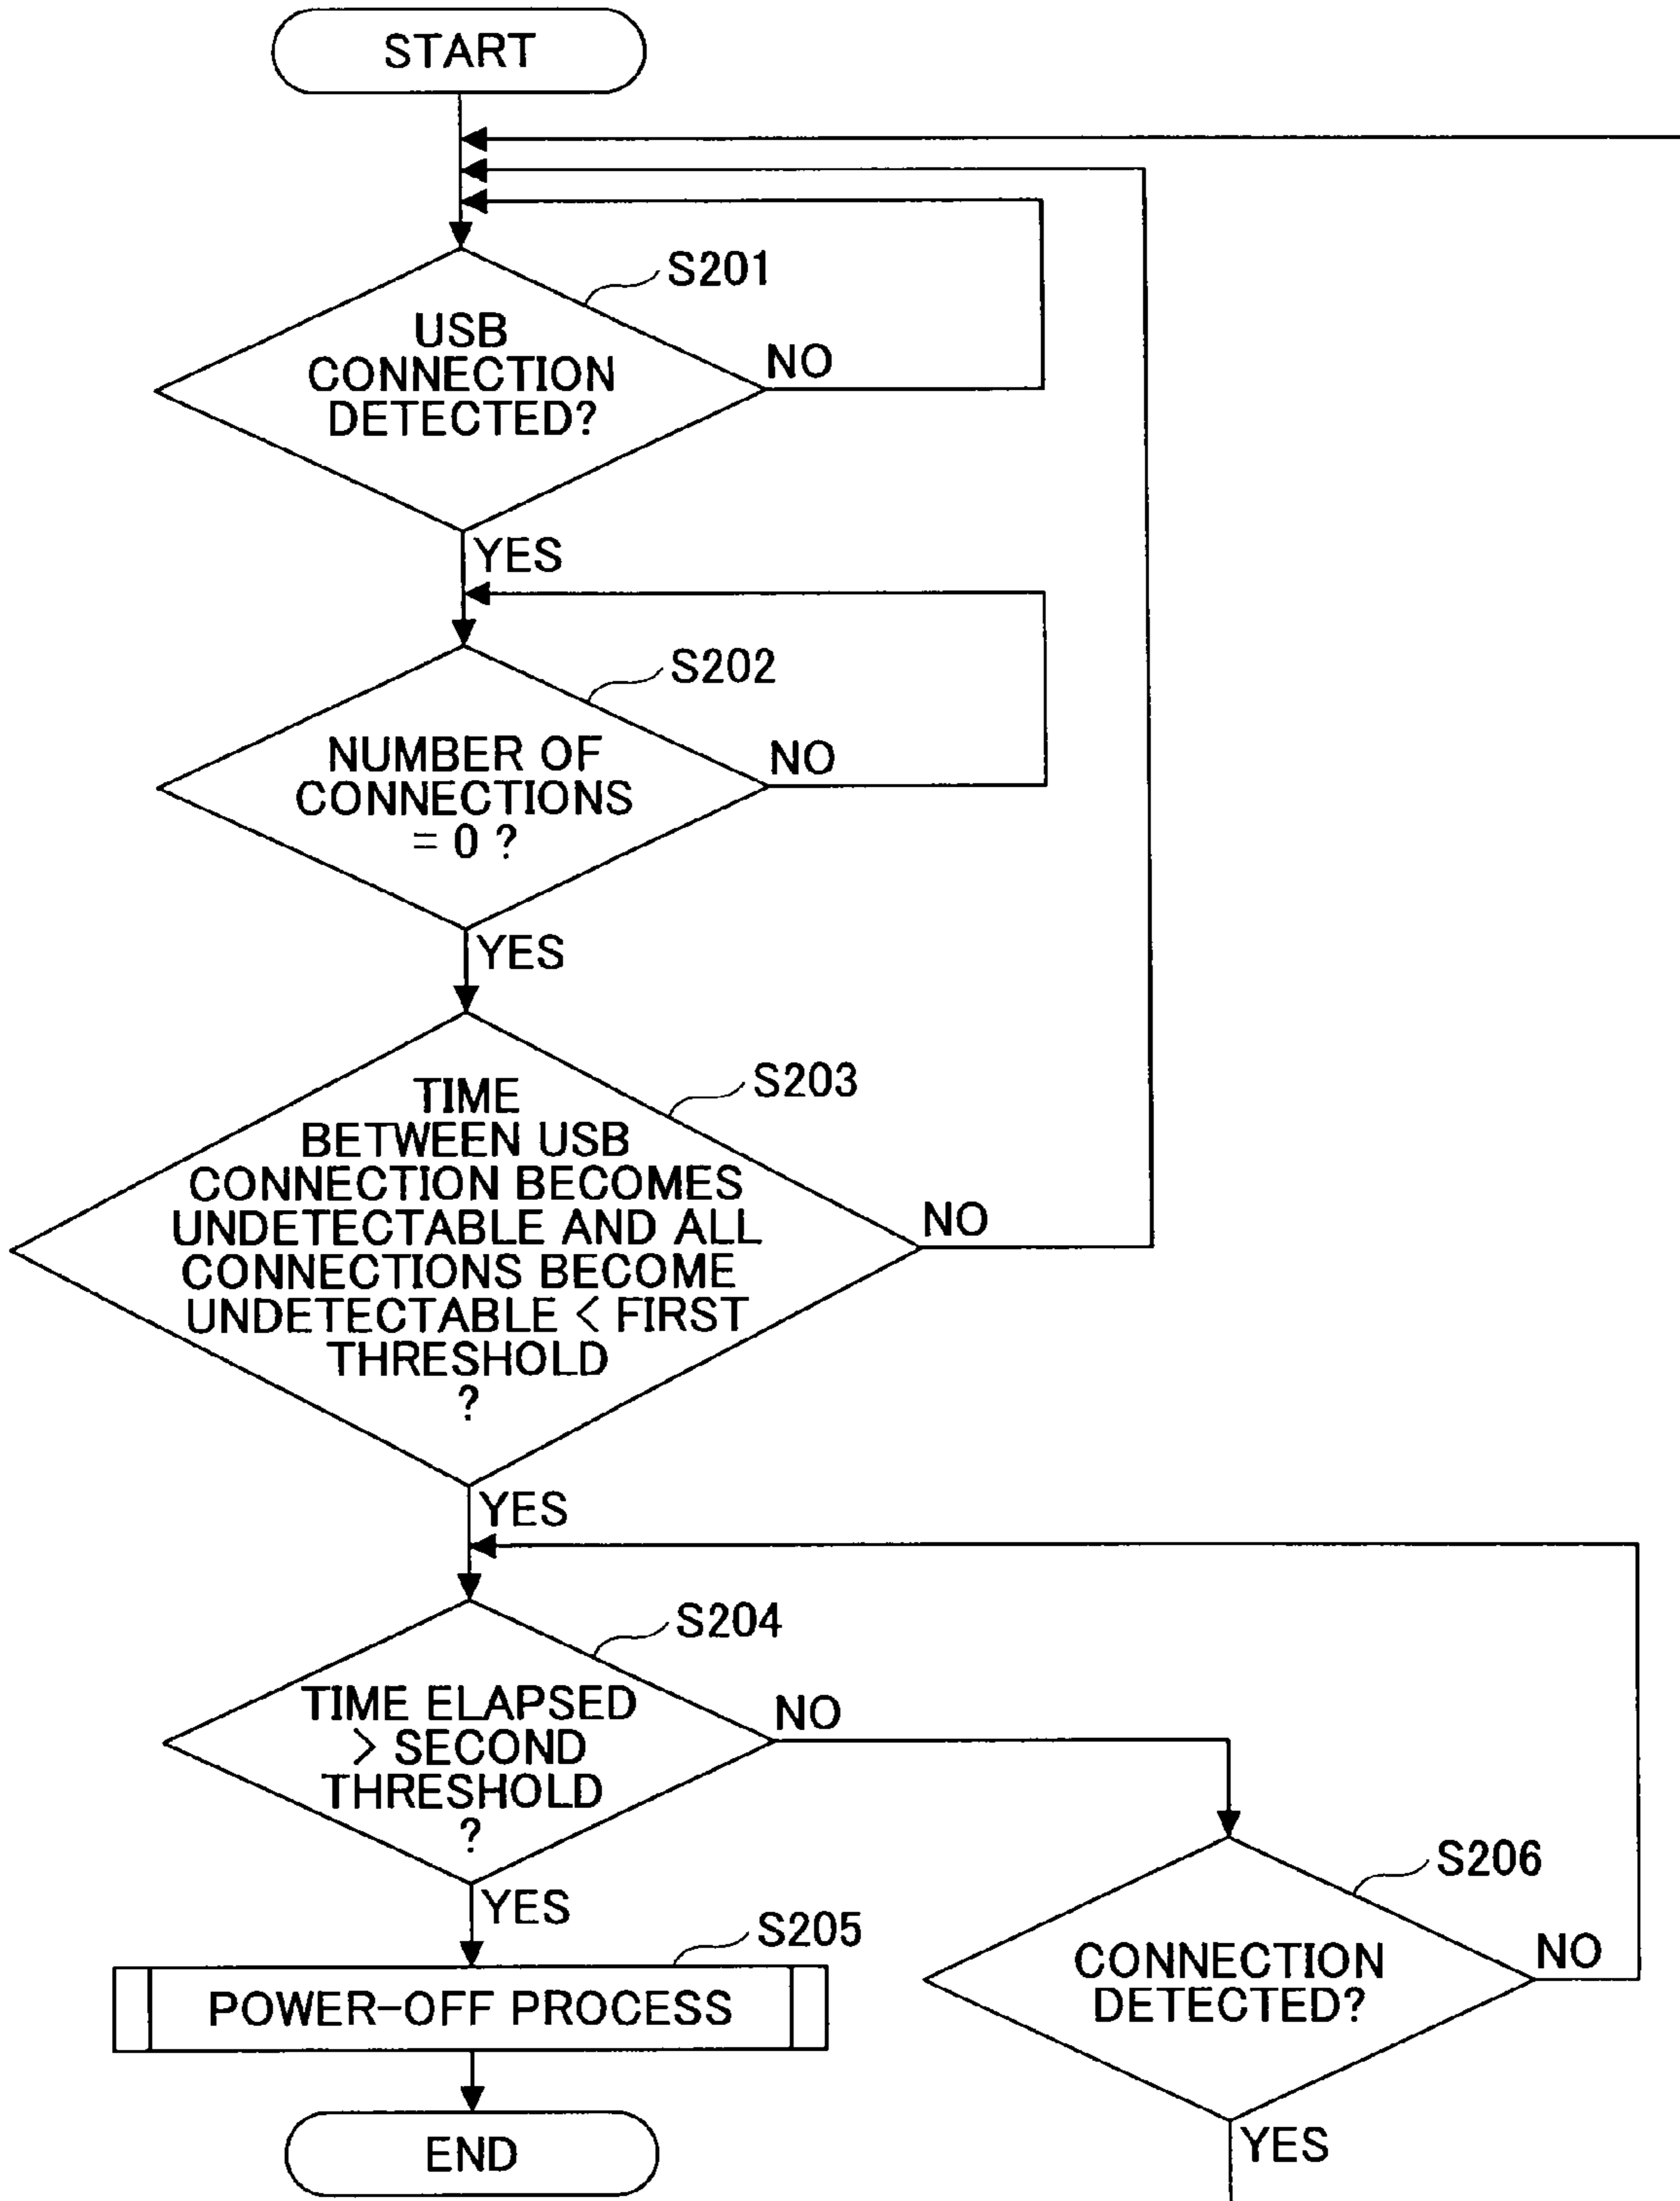 START
S201
USB
CONNECTION
DETECTED?
NO
YES
S202
NUMBER OF
CONNECTIONS
= 0 ?
NO
YES
S203
TIME
BETWEEN USB
CONNECTION BECOMES
UNDETECTABLE AND ALL
CONNECTIONS BECOME
UNDETECTABLE < FIRST
THRESHOLD
?
NO
YES
S204
TIME ELAPSED
> SECOND
THRESHOLD
?
NO
YES
S205
POWER-OFF PROCESS
END
S206
CONNECTION
DETECTED?
NO
YES